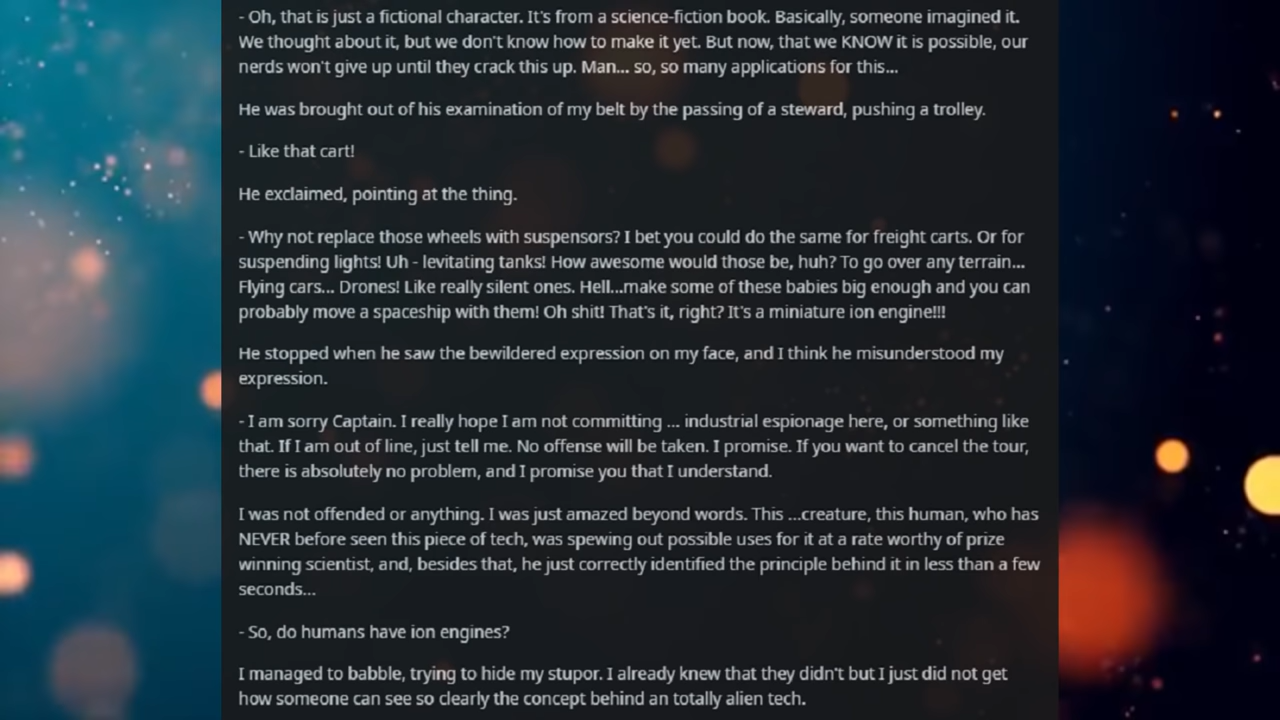 - Oh, that is just a fictional character. It's from a science-fiction book. Basically, someone imagined it.
We thought about it, but we don't know how to make it yet. But now, that we KNOW it is possible, our
nerds won't give up until they crack this up. Man... so, so many applications for this...
He was brought out of his examination of my belt by the passing of a steward, pushing a trolley.
- Like that cart!
He exclaimed, pointing at the thing.
- Why not replace those wheels with suspensors? I bet you could do the same for freight carts. Or for
suspending lights! Uh - levitating tanks! How awesome would those be, huh? To go over any terrain...
Flying cars... Drones! Like really silent ones. Hell...make some of these babies big enough and you can
probably move a spaceship with them! Oh shit! That's it, right? It's a miniature ion engine!!!
He stopped when he saw the bewildered expression on my face, and I think he misunderstood my
expression.
- I am sorry Captain. I really hope I am not committing ... industrial espionage here, or something like
that. If I am out of line, just tell me. No offense will be taken. I promise. If you want to cancel the tour,
there is absolutely no problem, and I promise you that I understand.
I was not offended or anything. I was just amazed beyond words. This ...creature, this human, who has
NEVER before seen this piece of tech, was spewing out possible uses for it at a rate worthy of prize
winning scientist, and, besides that, he just correctly identified the principle behind it in less than a few
seconds...
- So, do humans have ion engines?
I managed to babble, trying to hide my stupor. I already knew that they didn't but I just did not get
how someone can see so clearly the concept behind an totally alien tech.